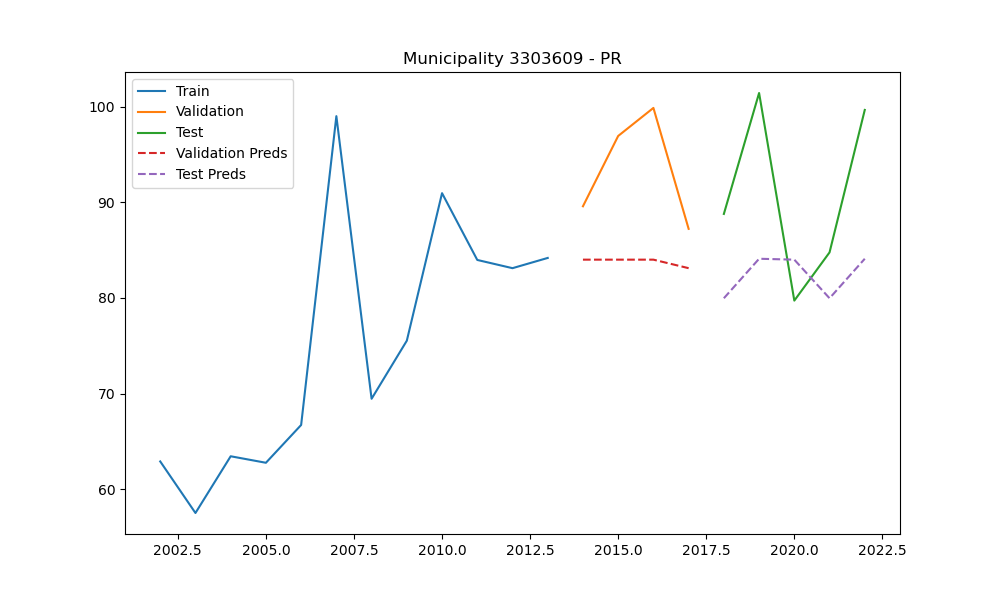 Municipality 3303609 - PR
Train
Validation
Test
Validation Preds
Test Preds
100
90
80
70
60
2002.5 2005.0 2007.5 2010.0 2012.5 2015.0 2017.5 2020.0 2022.5